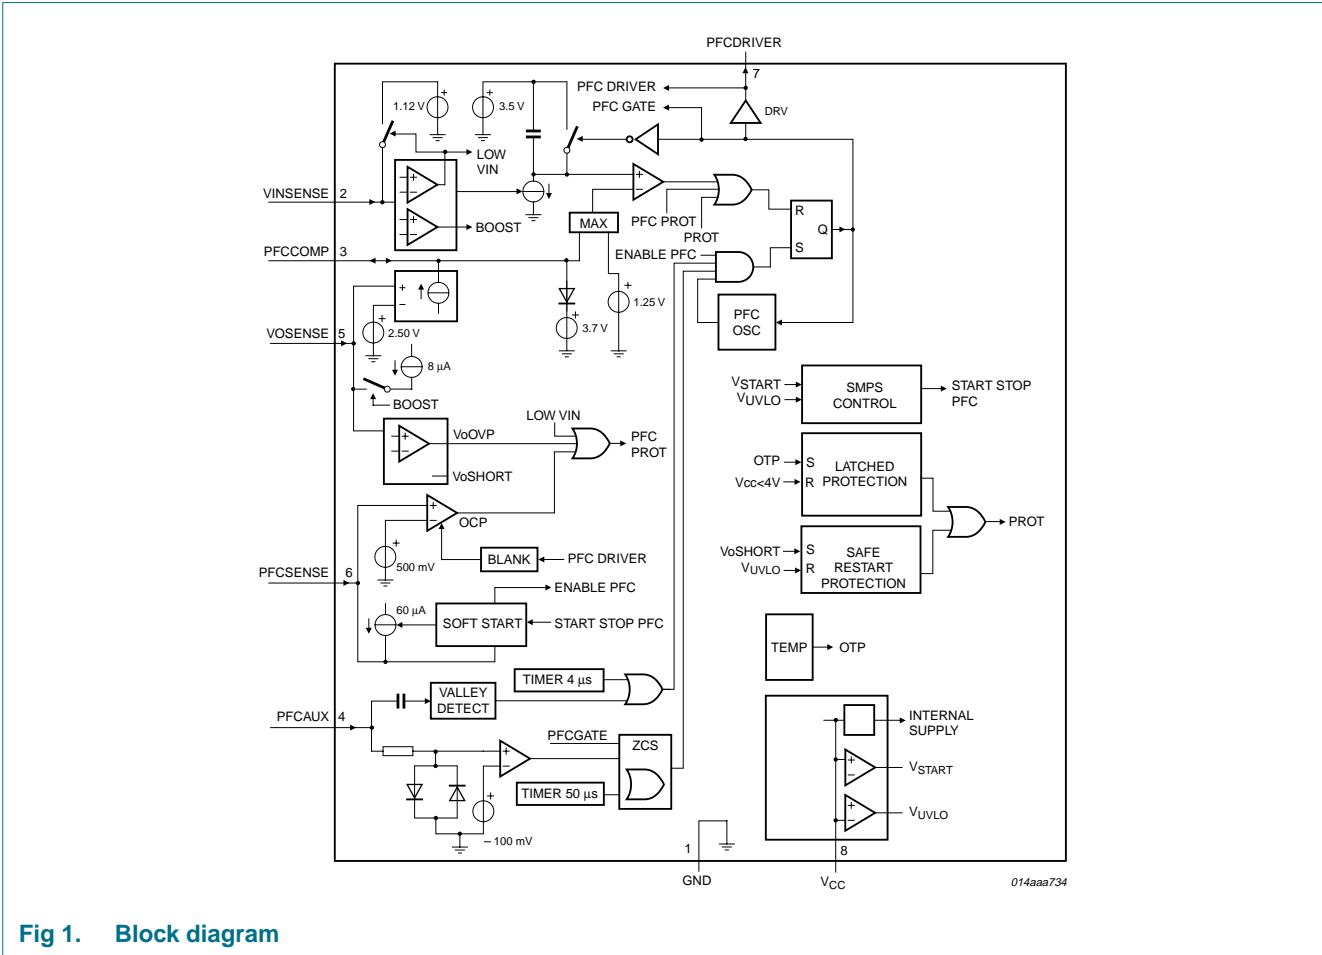 PFCDRIVER
7
PFC DRIVER
PFC GATE
DRV
1.12 V
3.5 V
LOW
VIN
VINSENSE 2
BOOST
MAX
PFC PROT
PROT
R
Q
S
PFCCOMP 3
ENABLE PFC
1.25 V
3.7 V
PFC
OSC
VOSENSE 5
2.50 V
8 µA
BOOST
VSTART
VUVLO
SMPS
CONTROL
START STOP
PFC
LOW VIN
VoOVP
VoSHORT
PFC
PROT
OTP
Vcc<4V
S
R
LATCHED
PROTECTION
OCP
PROT
500 mV
BLANK
PFC DRIVER
VoSHORT
VUVLO
S
R
SAFE
RESTART
PROTECTION
PFCSENSE 6
ENABLE PFC
60 µA
SOFT START
START STOP PFC
TEMP
OTP
TIMER 4 µs
VALLEY
DETECT
PFCAUX 4
PFCGATE
ZCS
TIMER 50 µs
– 100 mV
INTERNAL
SUPPLY
VSTART
VUVLO
1
GND
8
VCC
014aaa734
Fig 1. Block diagram